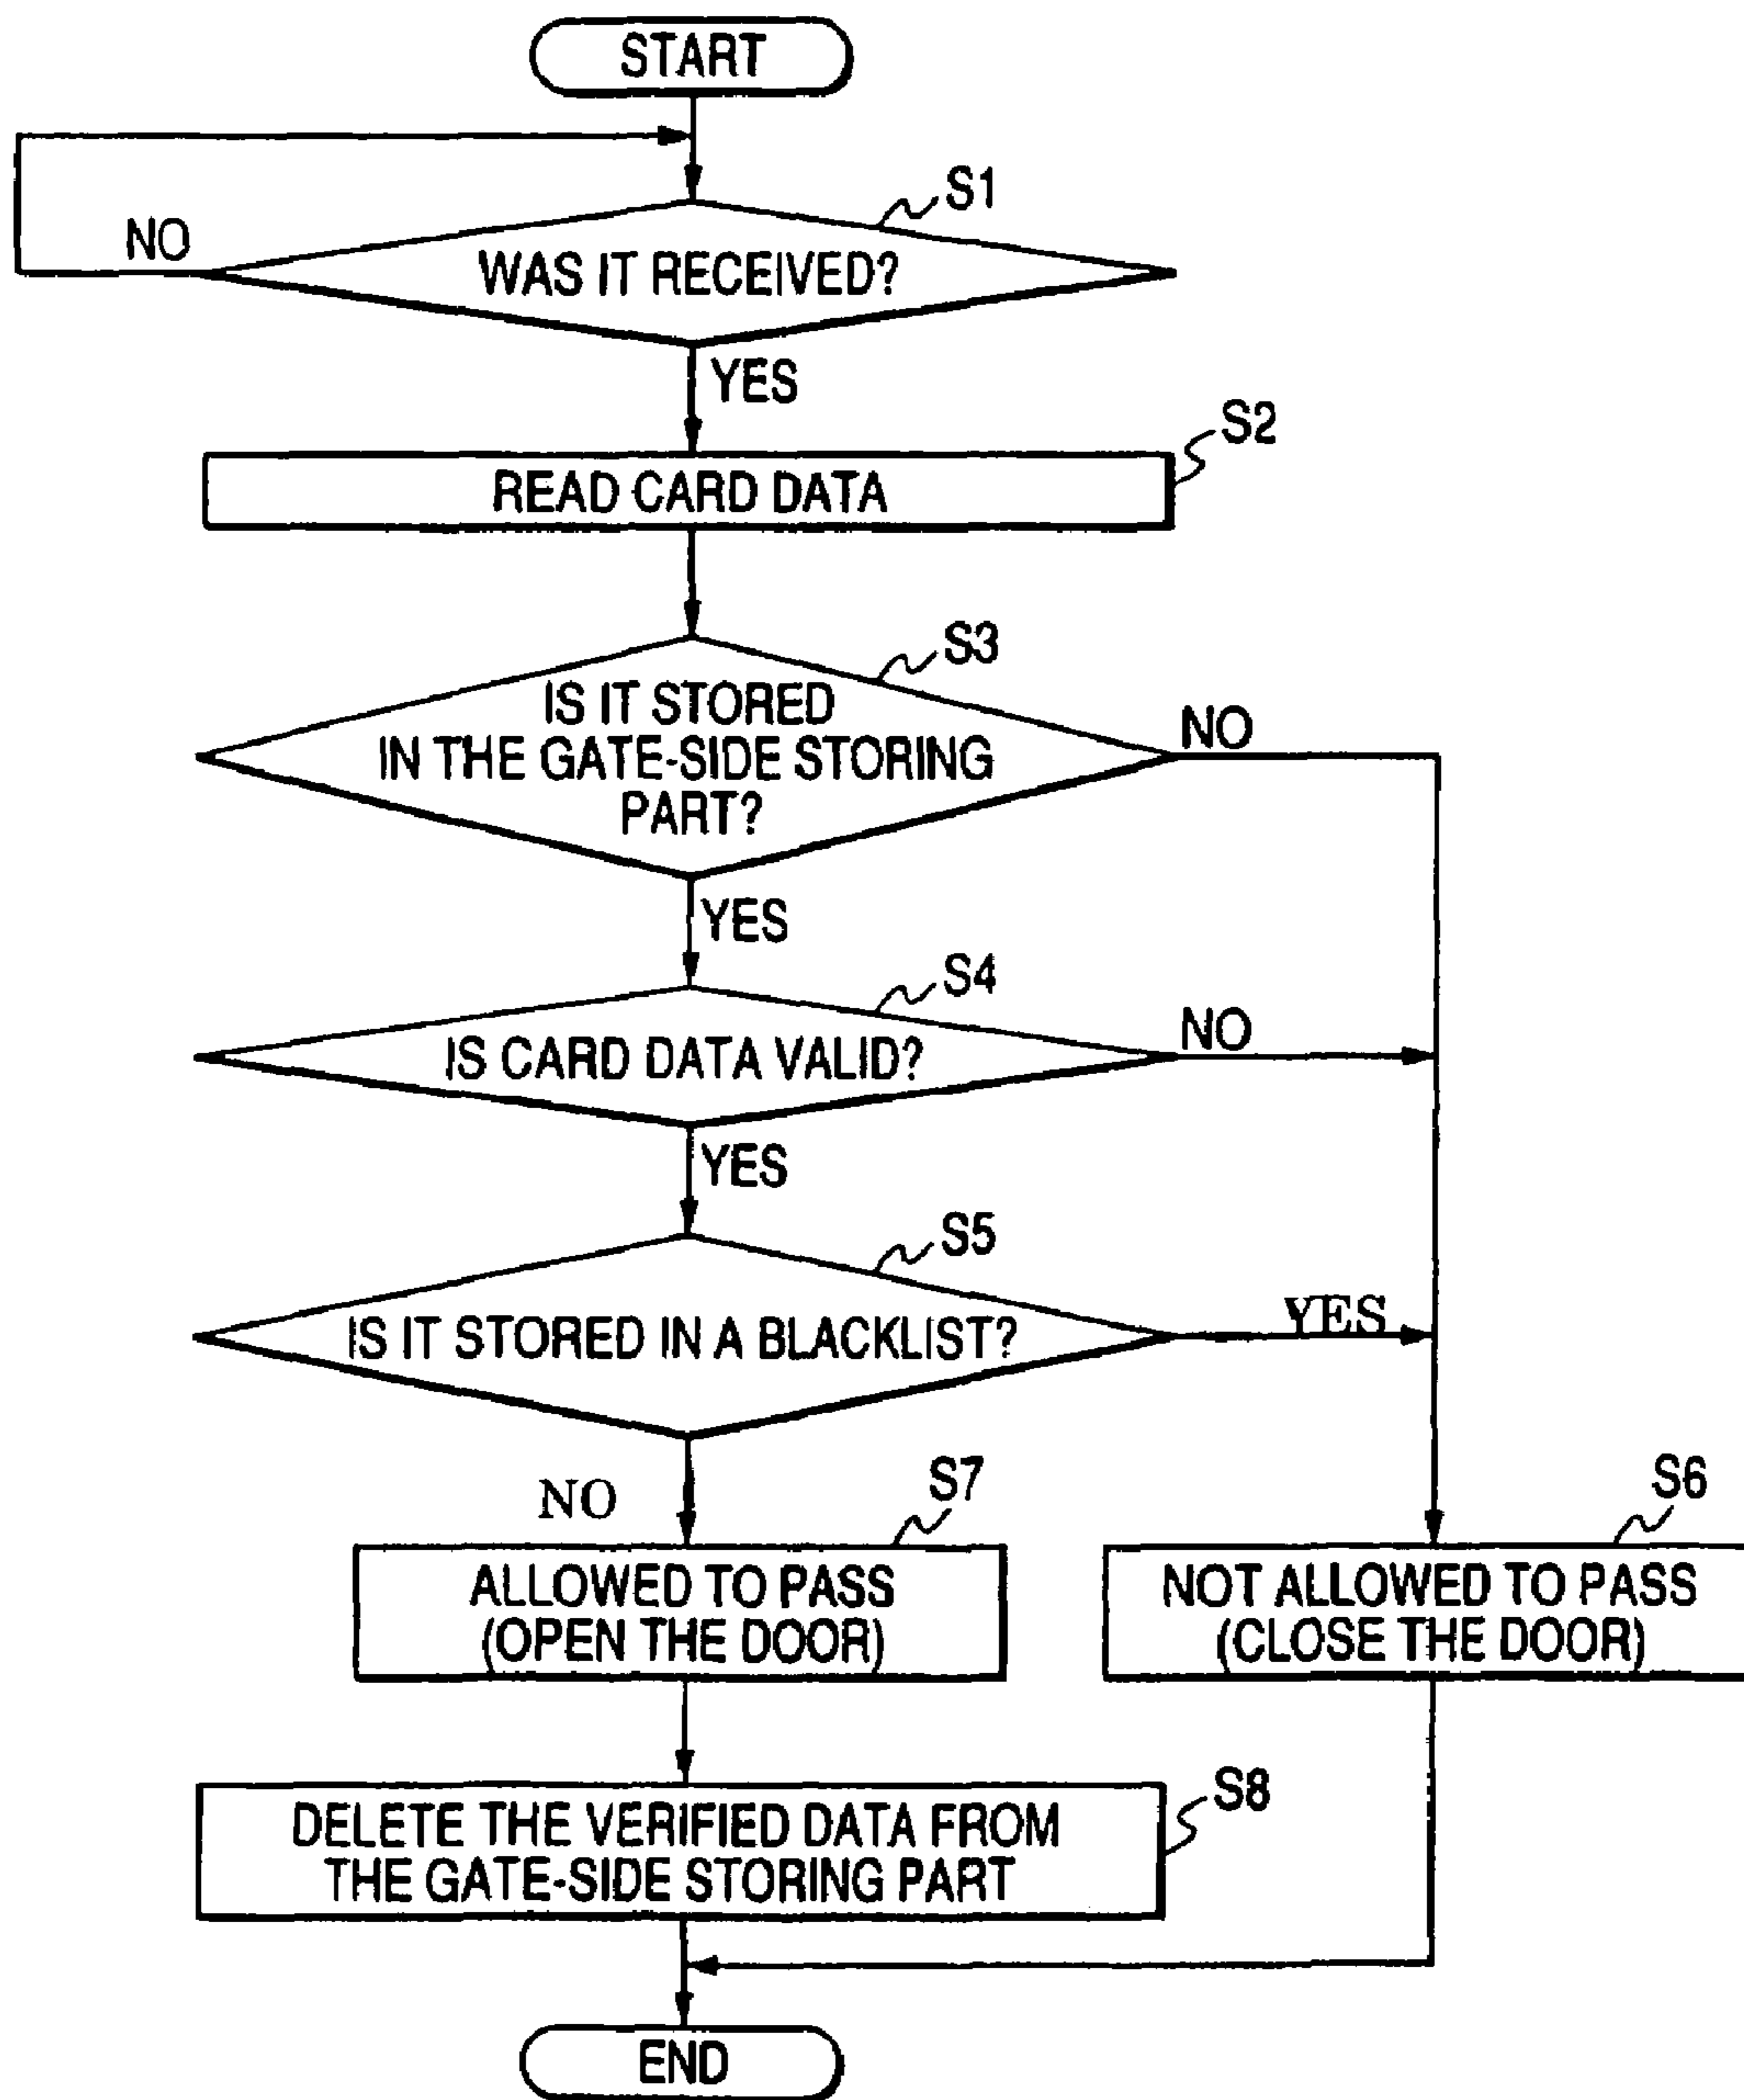 START
S1
NO
WAS IT RECEIVED?
YES
S2
READ CARD DATA
S3
IS IT STORED
IN THE GATE-SIDE STORING
PART?
NO
YES
S4
IS CARD DATA VALID?
NO
YES
S5
IS IT STORED IN A BLACKLIST?
YES
NO
S7
S6
ALLOWED TO PASS
(OPEN THE DOOR)
NOT ALLOWED TO PASS
(CLOSE THE DOOR)
S8
DELETE THE VERIFIED DATA FROM
THE GATE-SIDE STORING PART
END